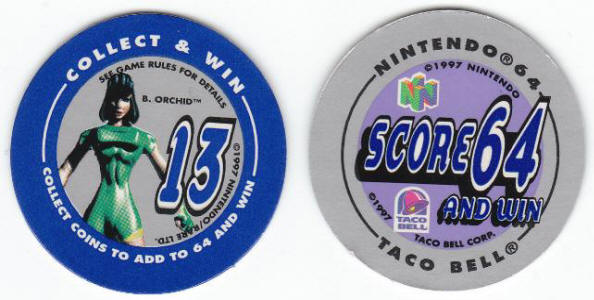 COLLECT & WIN
SEE GAME RULES FOR DETAILS
B. ORCHID™
13
©1997 NINTENDO/RARE LTD.
COLLECT COINS TO ADD TO 64 AND WIN
NINTENDO® 64
©1997 NINTENDO
SCORE 64
AND WIN
TACO
BELL
©1997
TACO BELL CORP.
TACO BELL®